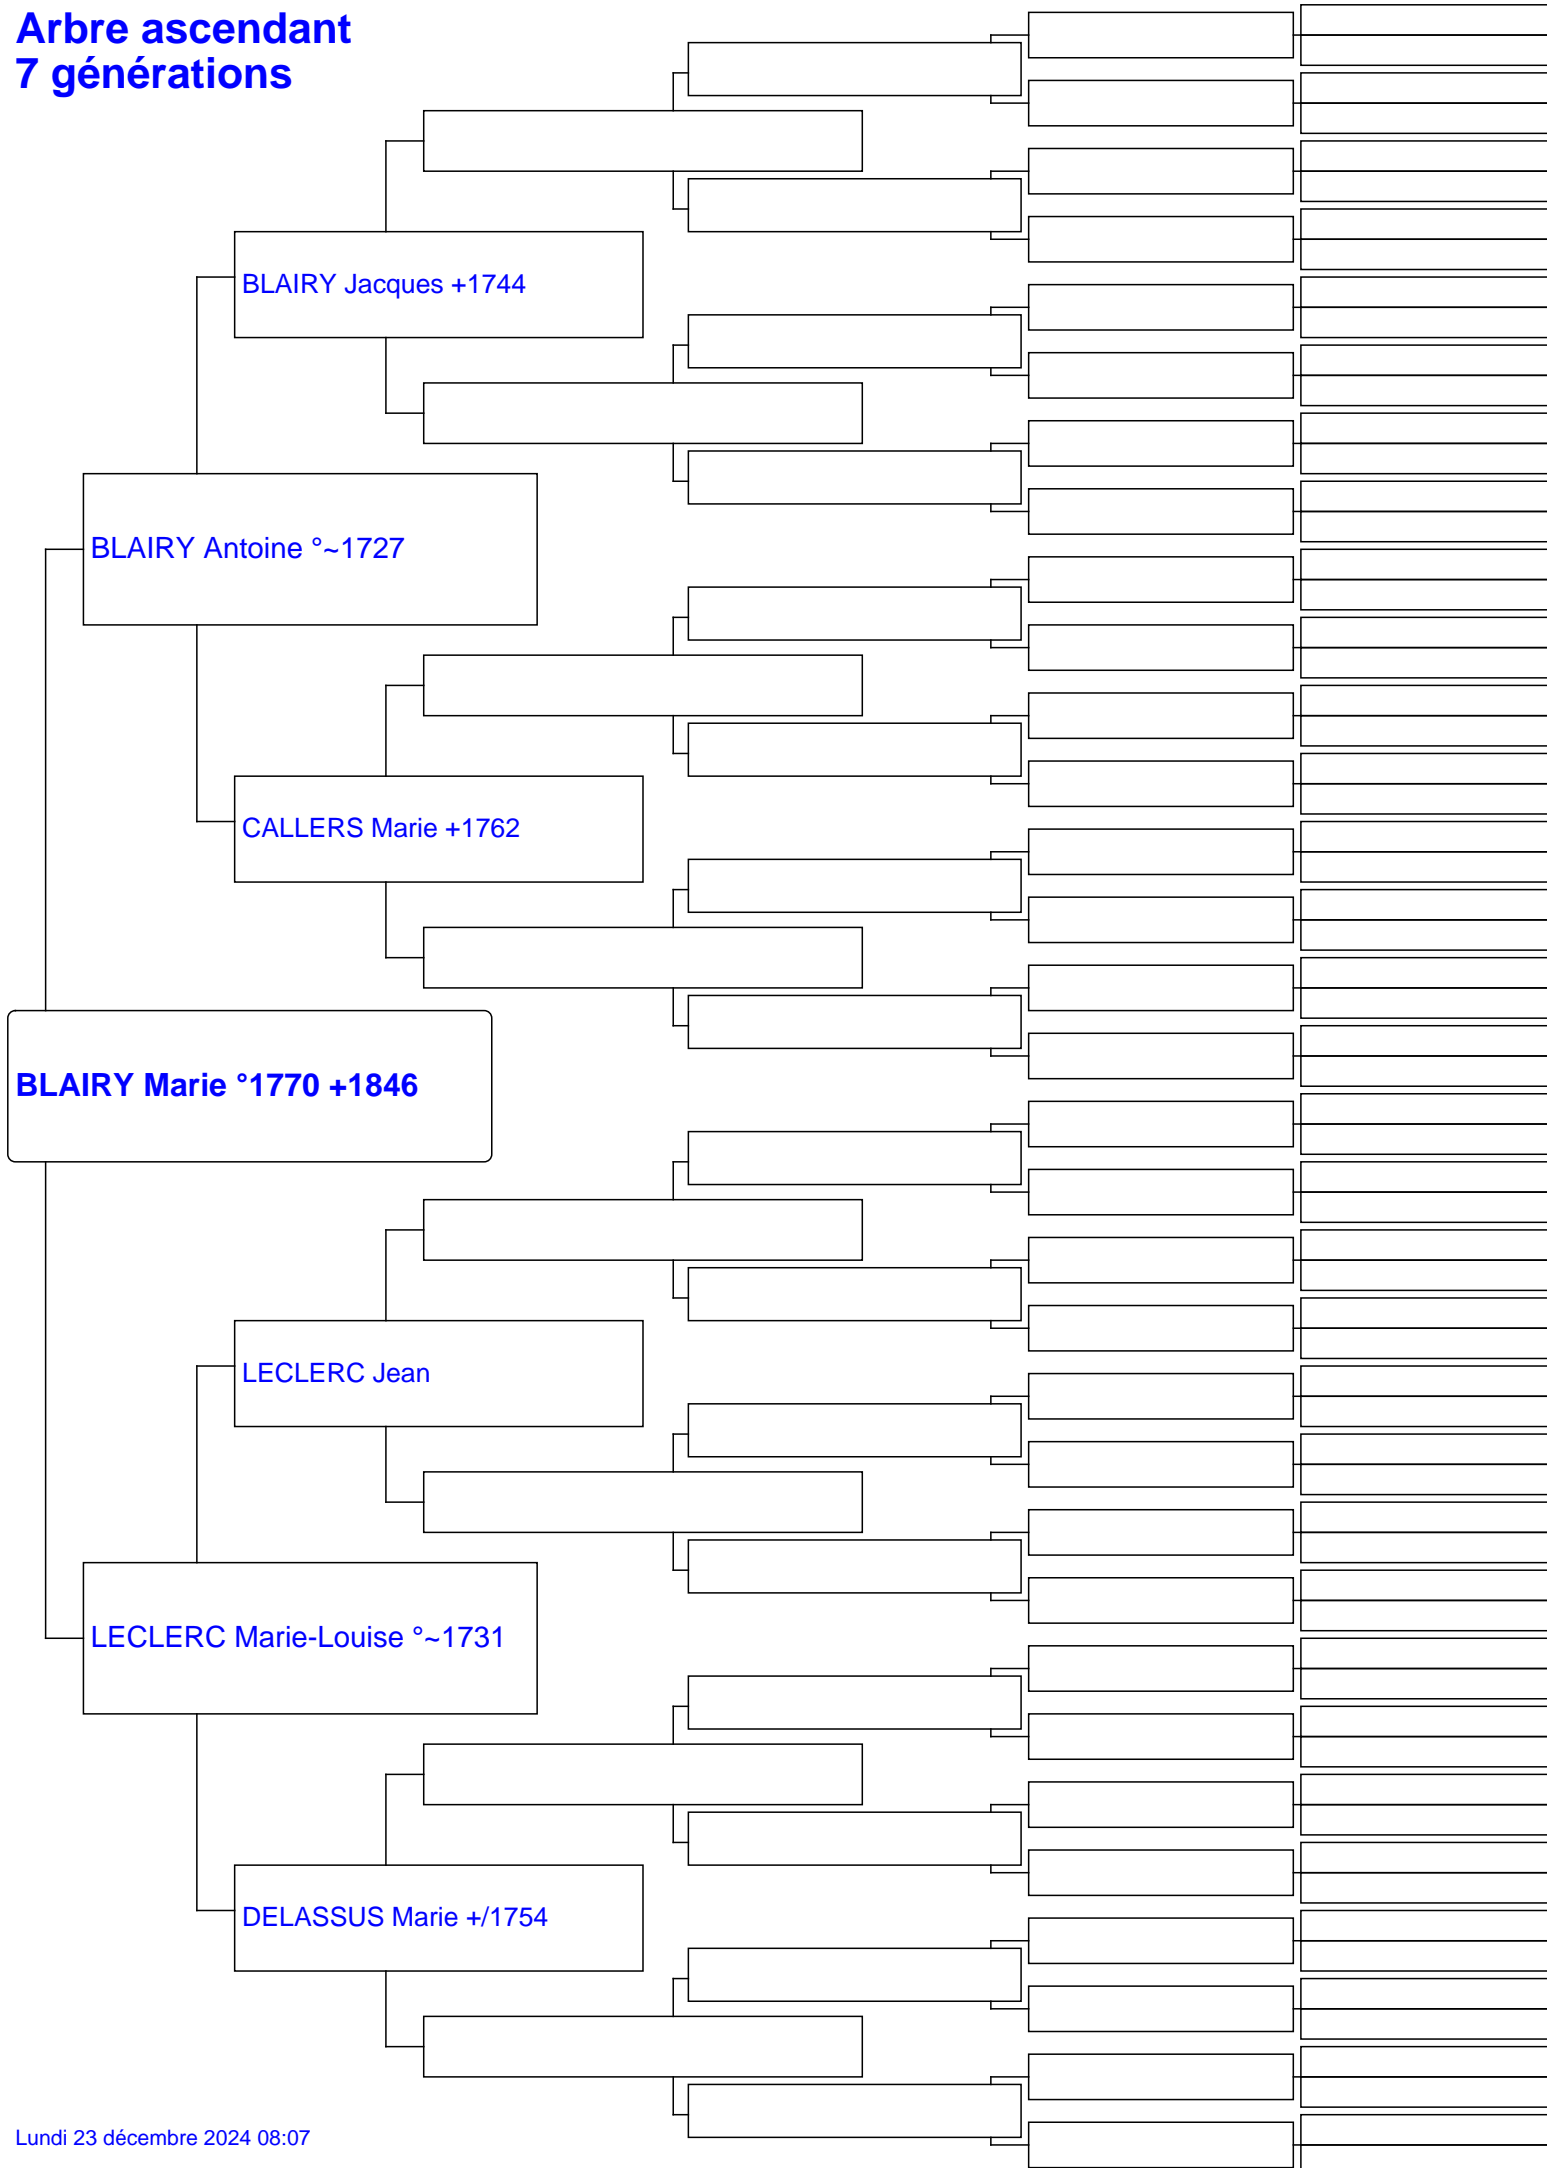 Arbre ascendant
7 générations
BLAIRY Jacques +1744
BLAIRY Antoine °~1727
CALLERS Marie +1762
BLAIRY Marie °1770 +1846
LECLERC Jean
LECLERC Marie-Louise °~1731
DELASSUS Marie +/1754
Lundi 23 décembre 2024 08:07